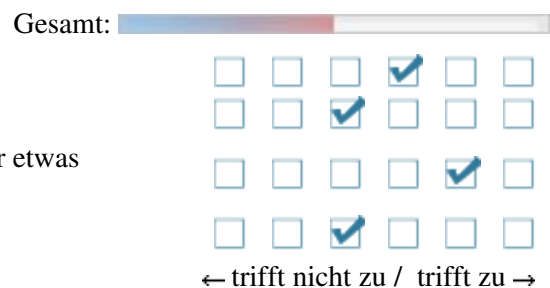 Gesamt:
r etwas
← trifft nicht zu / trifft zu →